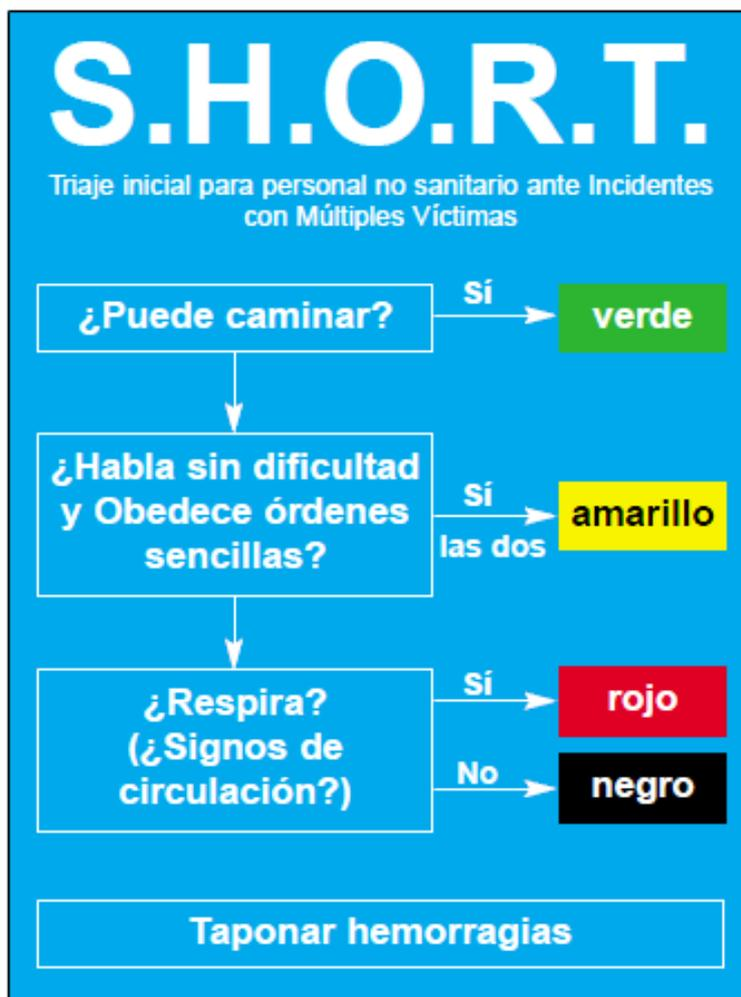 S.H.O.R.T.
Triaje inicial para personal no sanitario ante Incidentes
con Múltiples Víctimas
¿Puede caminar?
Sí
verde
¿Habla sin dificultad
y Obedece órdenes
sencillas?
Sí
las dos
amarillo
¿Respira?
(¿Signos de
circulación?)
Sí
rojo
No
negro
Taponar hemorragias